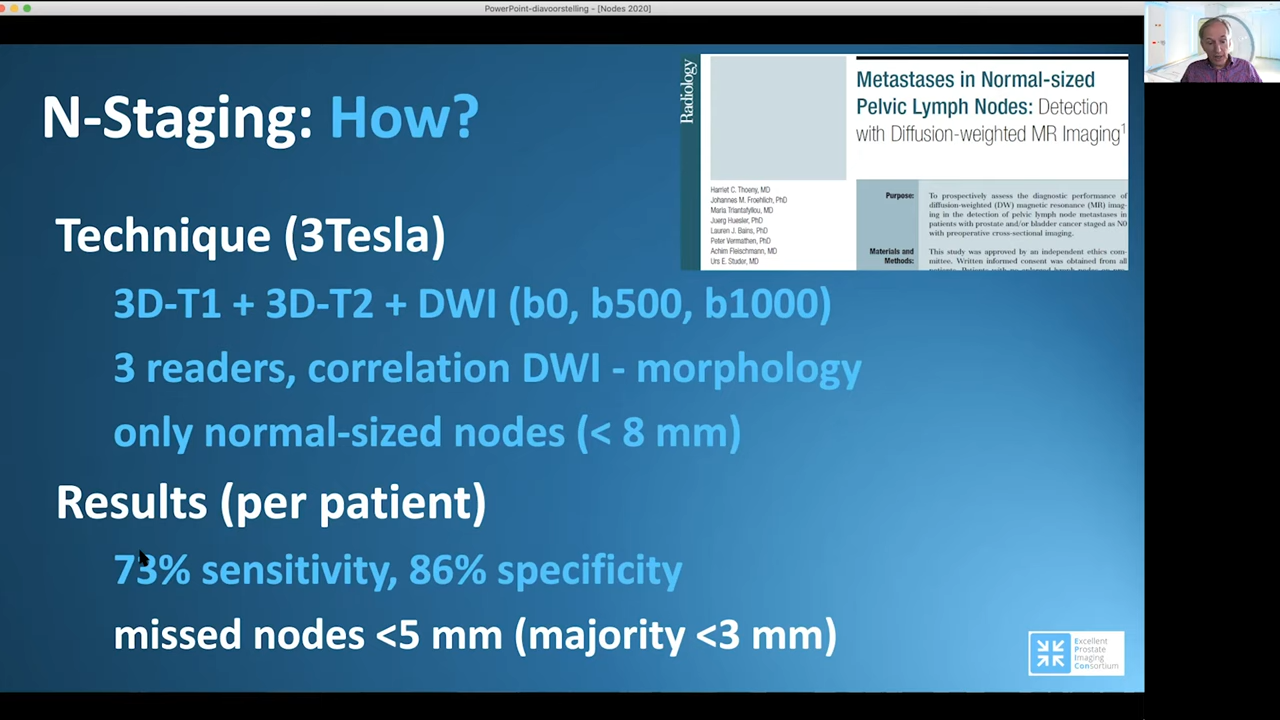 PowerPoint-diavoorstelling - [Nodes 2020]
N-Staging: How?
Radiology
Metastases in Normal-sized
Pelvic Lymph Nodes: Detection
with Diffusion-weighted MR Imaging1
Harriet C. Thoeny, MD
Johannes M. Froehlich, PhD
Maria Triantafyllou, MD
Juerg Huesler, PhD
Lauren J. Bains, PhD
Peter Vermathen, PhD
Achim Fleischmann, MD
Urs E. Studer, MD
Purpose:
To prospectively assess the diagnostic performance of
diffusion-weighted (DW) magnetic resonance (MR) imag-
ing in the detection of pelvic lymph node metastases in
patients with prostate and/or bladder cancer staged as N0
with preoperative cross-sectional imaging.
Materials and
Methods:
This study was approved by an independent ethics com-
mittee. Written informed consent was obtained from all
Technique (3Tesla)
3D-T1 + 3D-T2 + DWI (b0, b500, b1000)
3 readers, correlation DWI - morphology
only normal-sized nodes (< 8 mm)
Results (per patient)
73% sensitivity, 86% specificity
missed nodes <5 mm (majority <3 mm)
Excellent
Prostate
Imaging
Consortium